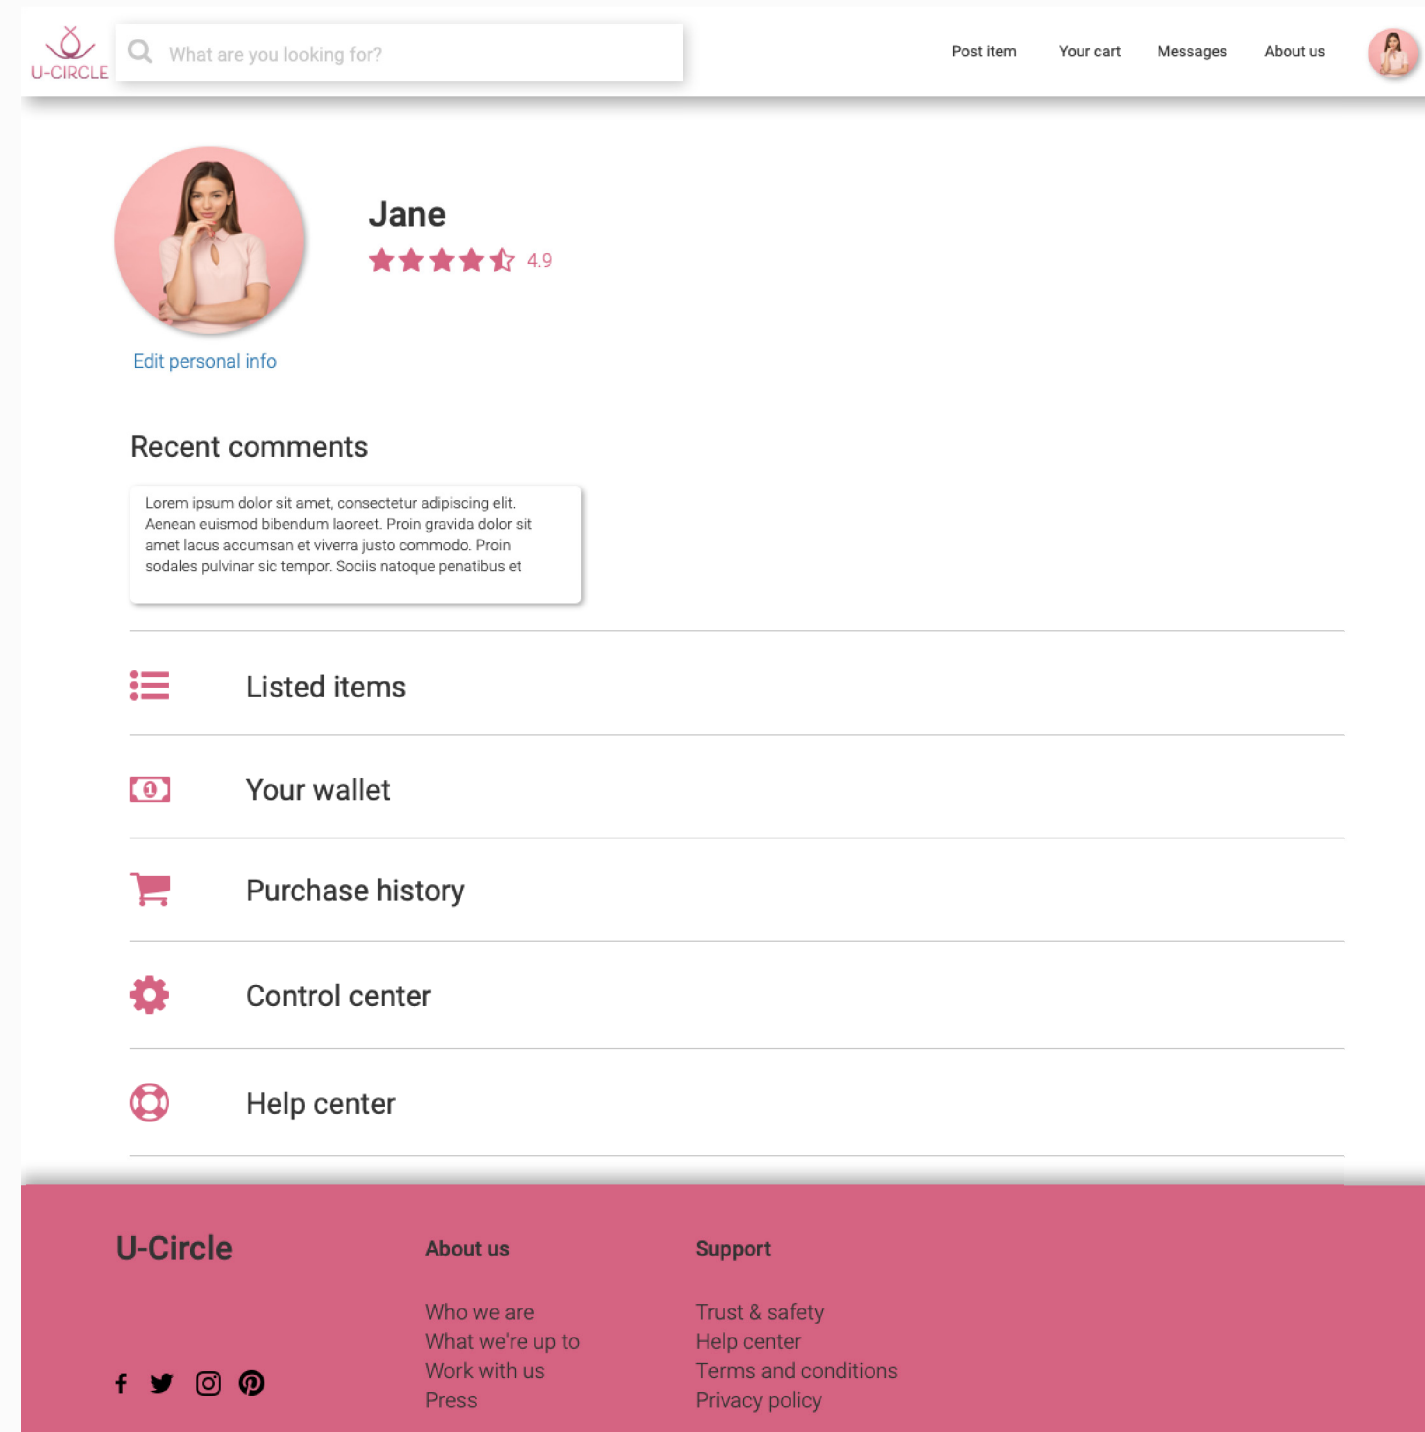 U-CIRCLE
What are you looking for?
Post item
Your cart
Messages
About us
Jane
4.9
Edit personal info
Recent comments
Lorem ipsum dolor sit amet, consectetur adipiscing elit.
Aenean euismod bibendum laoreet. Proin gravida dolor sit
amet lacus accumsan et viverra justo commodo. Proin
sodales pulvinar sic tempor. Sociis natoque penatibus et
Listed items
1
Your wallet
Purchase history
Control center
Help center
U-Circle
About us
Who we are
What we're up to
Work with us
Press
Support
Trust & safety
Help center
Terms and conditions
Privacy policy